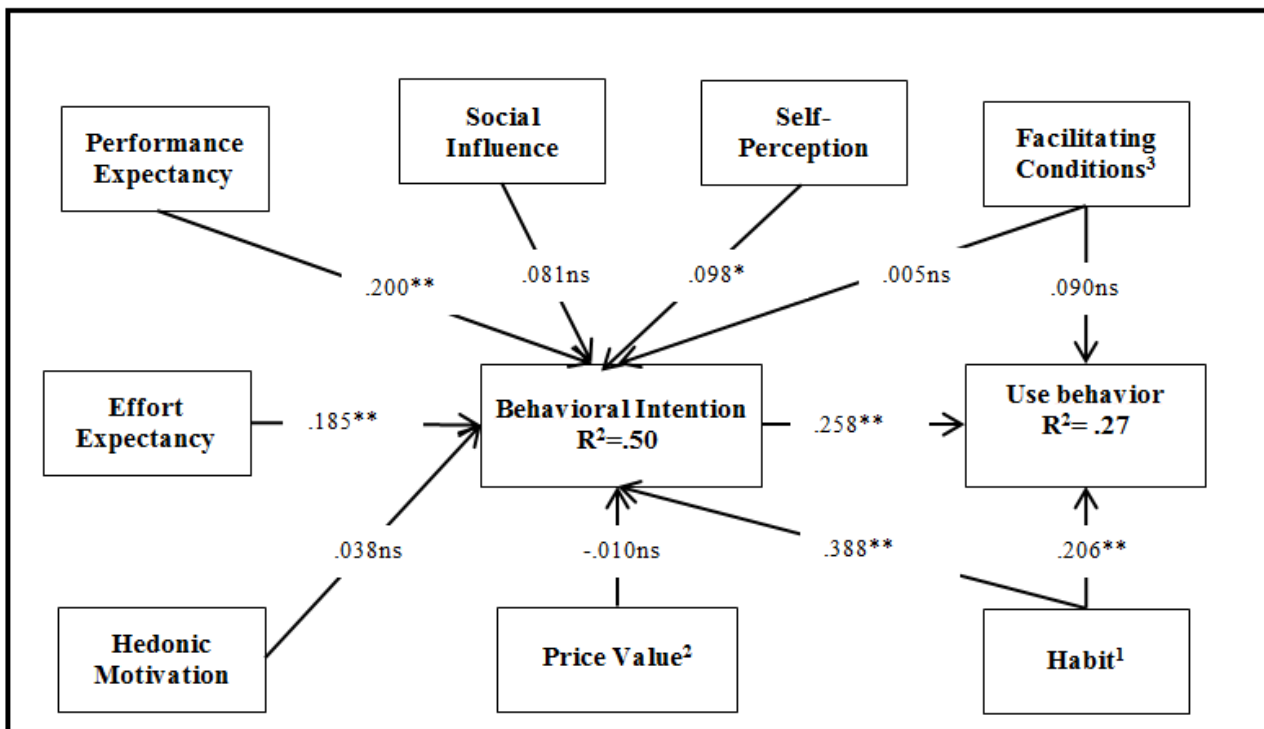 Social
Influence
Self-
Perception
Performance
Expectancy
Facilitating
Conditions³
.200**
.081ns
.098*
.005ns
.090ns
Effort
Expectancy
.185**
Behavioral Intention
R²=.50
.258**
Use behavior
R²= .27
.038ns
-.010ns
.388**
.206**
Hedonic
Motivation
Price Value²
Habit¹